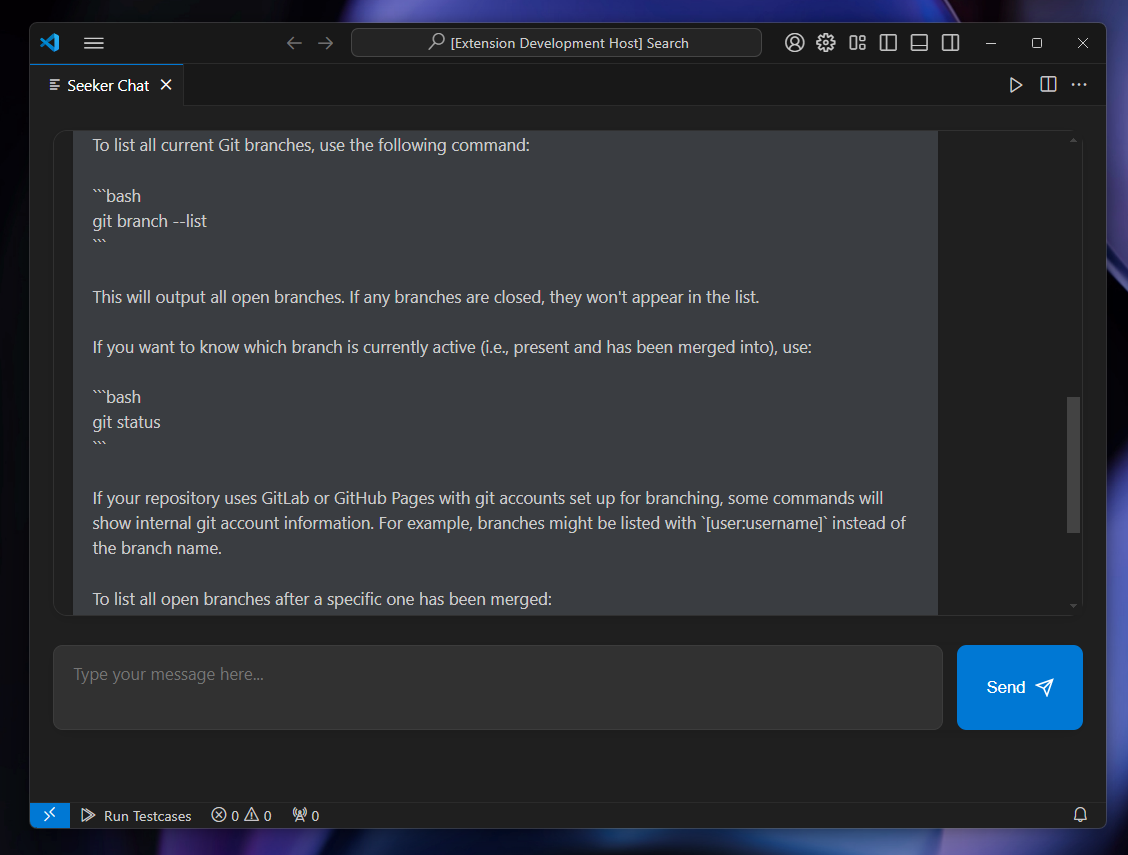 [Extension Development Host] Search
Seeker Chat
To list all current Git branches, use the following command:
```bash
git branch --list
```
This will output all open branches. If any branches are closed, they won't appear in the list.
If you want to know which branch is currently active (i.e., present and has been merged into), use:
```bash
git status
```
If your repository uses GitLab or GitHub Pages with git accounts set up for branching, some commands will
show internal git account information. For example, branches might be listed with `[user:username]` instead of
the branch name.
To list all open branches after a specific one has been merged:
Type your message here...
Send
Run Testcases 0 0 0